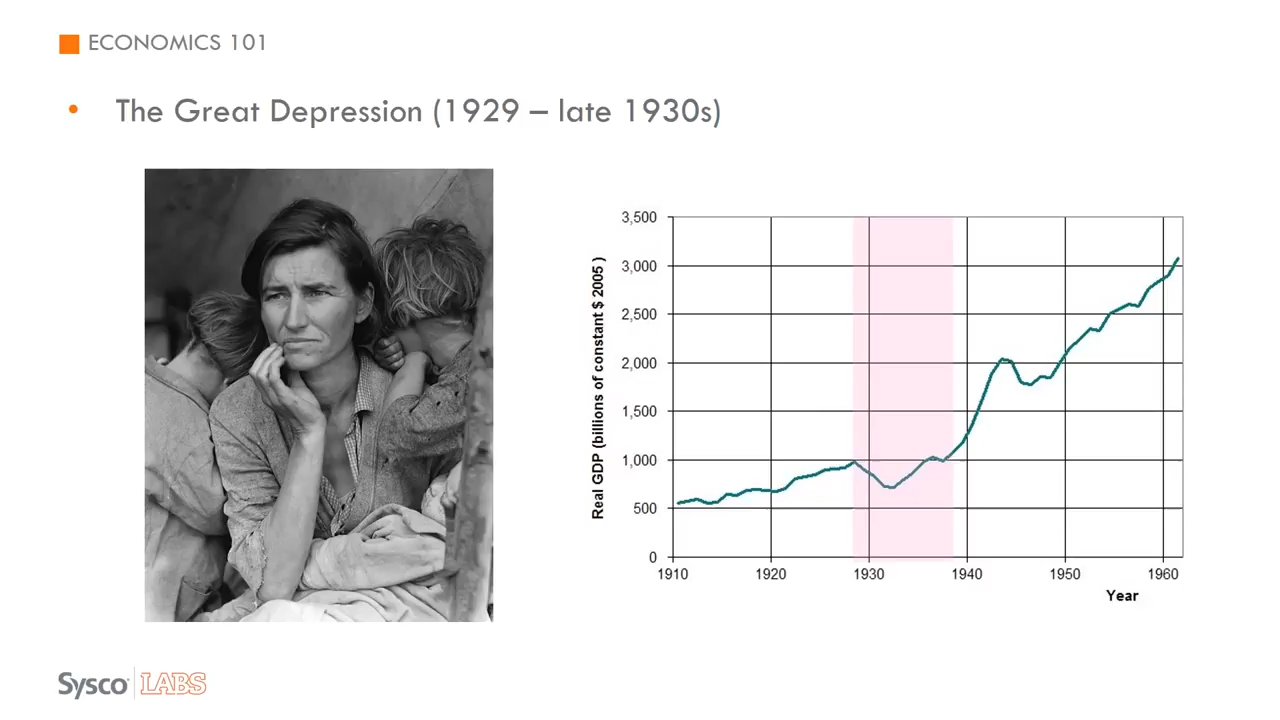 ECONOMICS 101
• The Great Depression (1929 – late 1930s)
3,500
3,000
2,500
2,000
1,500
1,000
500
0
Real GDP (billions of constant $ 2005 )
1910 1920 1930 1940 1950 1960
Year
Sysco LABS